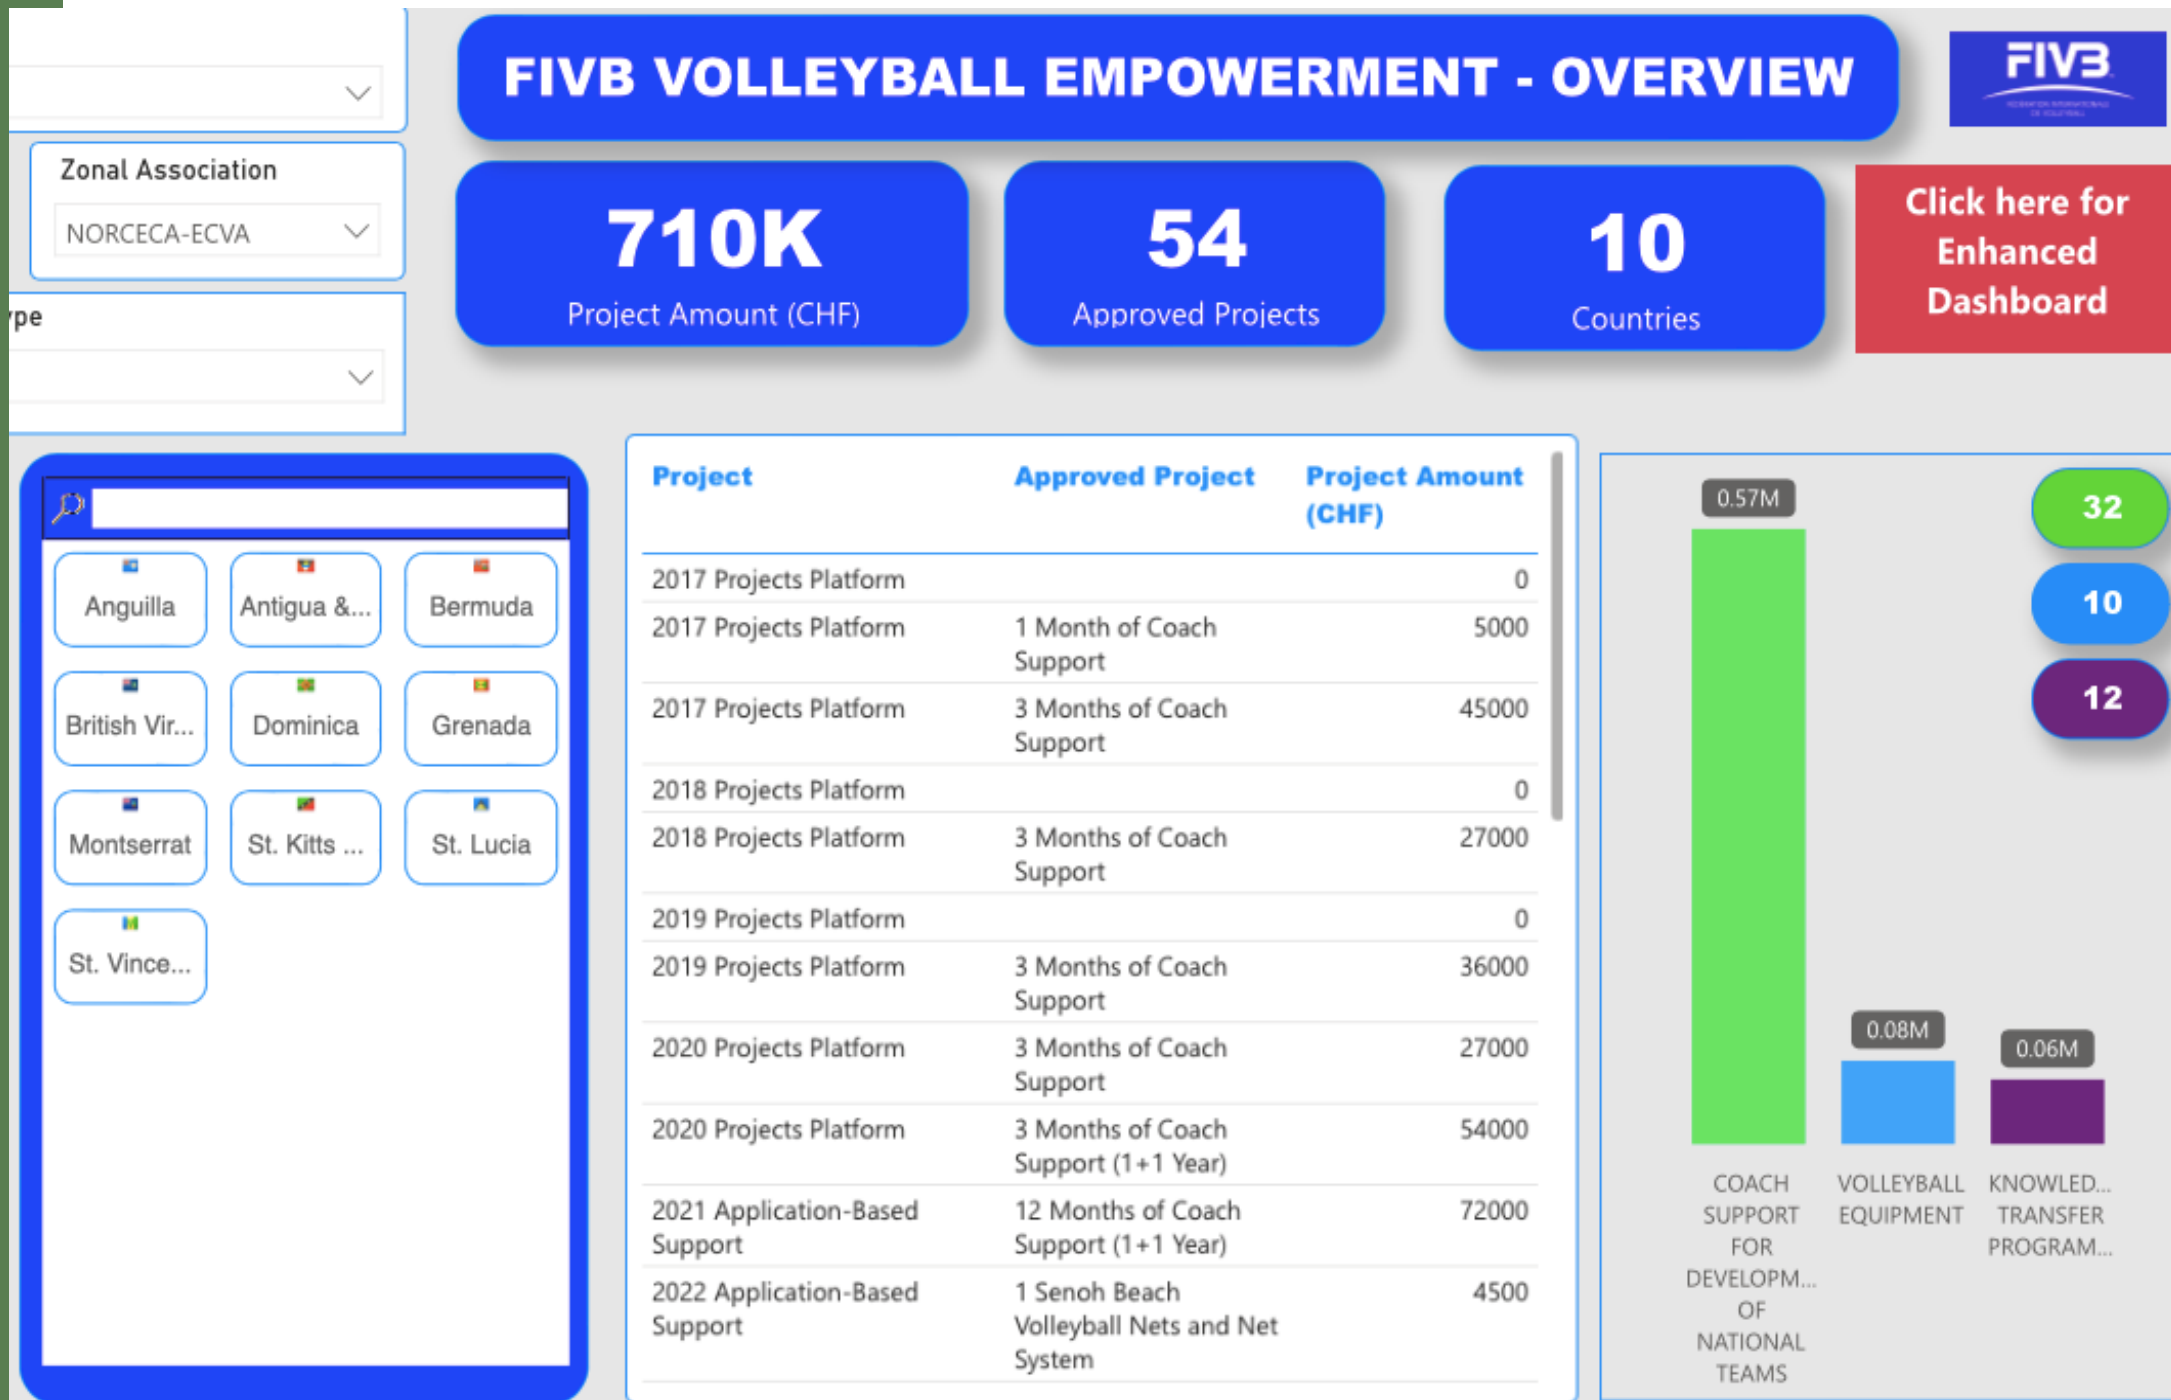 FIVB VOLLEYBALL EMPOWERMENT - OVERVIEW
FIVB
Zonal Association
NORCECA-ECVA
ype
710K
Project Amount (CHF)
54
Approved Projects
10
Countries
Click here for
Enhanced
Dashboard
Anguilla
Antigua &...
Bermuda
British Vir...
Dominica
Grenada
Montserrat
St. Kitts ...
St. Lucia
St. Vince...
Project Approved Project Project Amount
(CHF)
2017 Projects Platform 0
2017 Projects Platform 1 Month of Coach 5000
Support
2017 Projects Platform 3 Months of Coach 45000
Support
2018 Projects Platform 0
2018 Projects Platform 3 Months of Coach 27000
Support
2019 Projects Platform 0
2019 Projects Platform 3 Months of Coach 36000
Support
2020 Projects Platform 3 Months of Coach 27000
Support
2020 Projects Platform 3 Months of Coach 54000
Support (1+1 Year)
2021 Application-Based 12 Months of Coach 72000
Support Support (1+1 Year)
2022 Application-Based 1 Senoh Beach 4500
Support Volleyball Nets and Net
System
0.57M
32
10
12
0.08M
0.06M
COACH
SUPPORT
FOR
DEVELOPM...
OF
NATIONAL
TEAMS
VOLLEYBALL
EQUIPMENT
KNOWLED...
TRANSFER
PROGRAM...